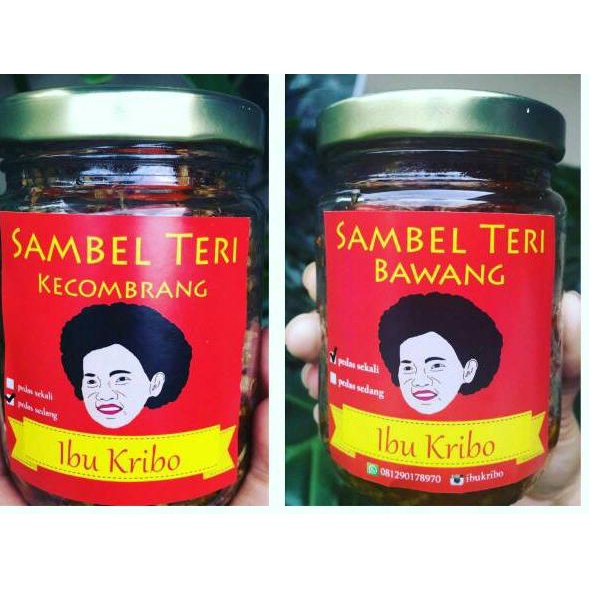 SAMBEL TERI
KECOMBRANG
pedas sekali
pedas sedang
Ibu Kribo
SAMBEL TERI
BAWANG
pedas sekali
pedas sedang
Ibu Kribo
081290178970 ibukribo